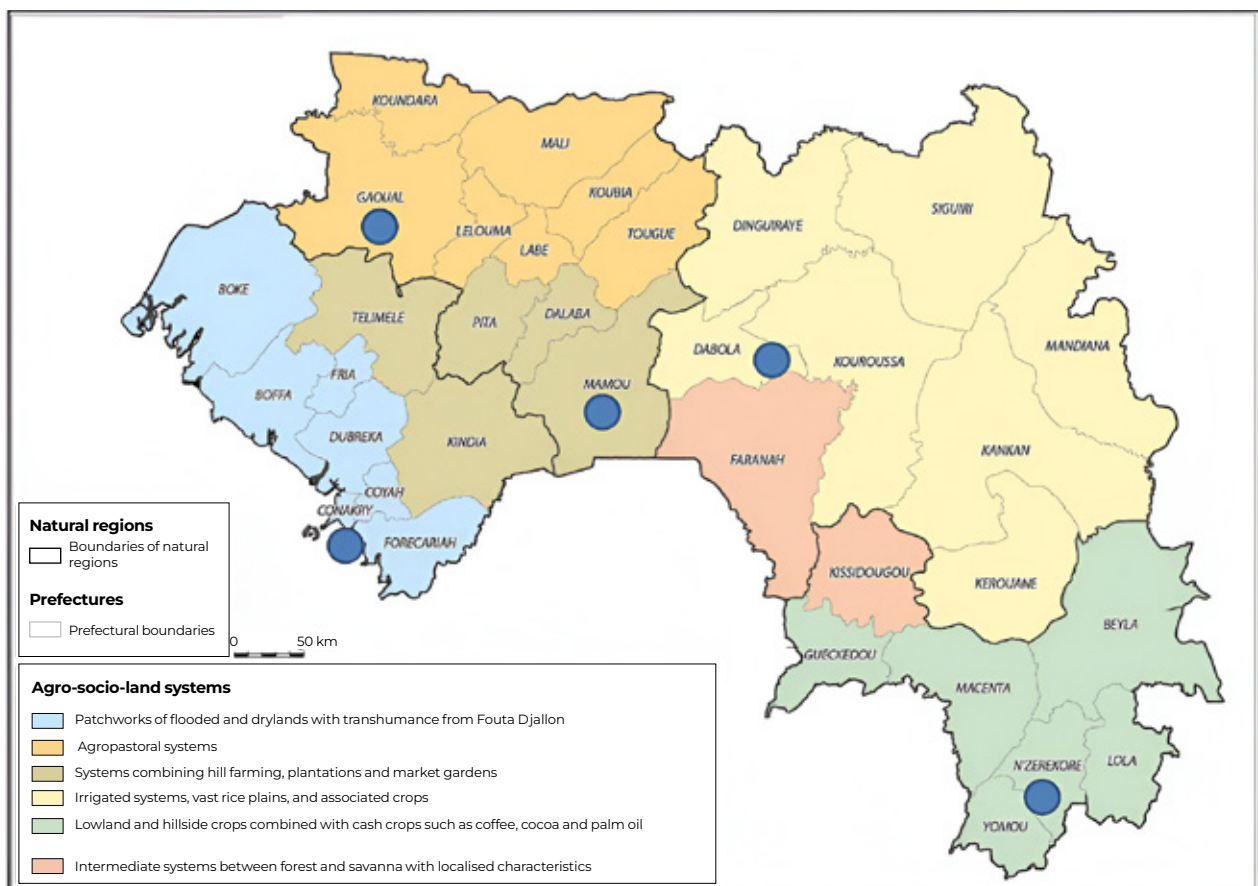 KOUNDARA
MALI
GAOUAL
KOUBIA
LELOUMA
LABE
TOUGUE
DINGUIRAYE
SIGUIRI
BOKE
TELIMELE
PITA
DALABA
DABOLA
KOUROUSSA
MANDIANA
FRIA
BOFFA
MAMOU
DUBREKA
KINDIA
FARANAH
KANKAN
COYAH
CONAKRY
FORECARIAH
KISSIDOUGOU
KEROUANE
BEYLA
GUECKEDOU
MACENTA
N'ZEREKORE
LOLA
YOMOU
Natural regions
Boundaries of natural
regions
Prefectures
Prefectural boundaries
0 50 km
Agro-socio-land systems
Patchworks of flooded and drylands with transhumance from Fouta Djallon
Agropastoral systems
Systems combining hill farming, plantations and market gardens
Irrigated systems, vast rice plains, and associated crops
Lowland and hillside crops combined with cash crops such as coffee, cocoa and palm oil
Intermediate systems between forest and savanna with localised characteristics